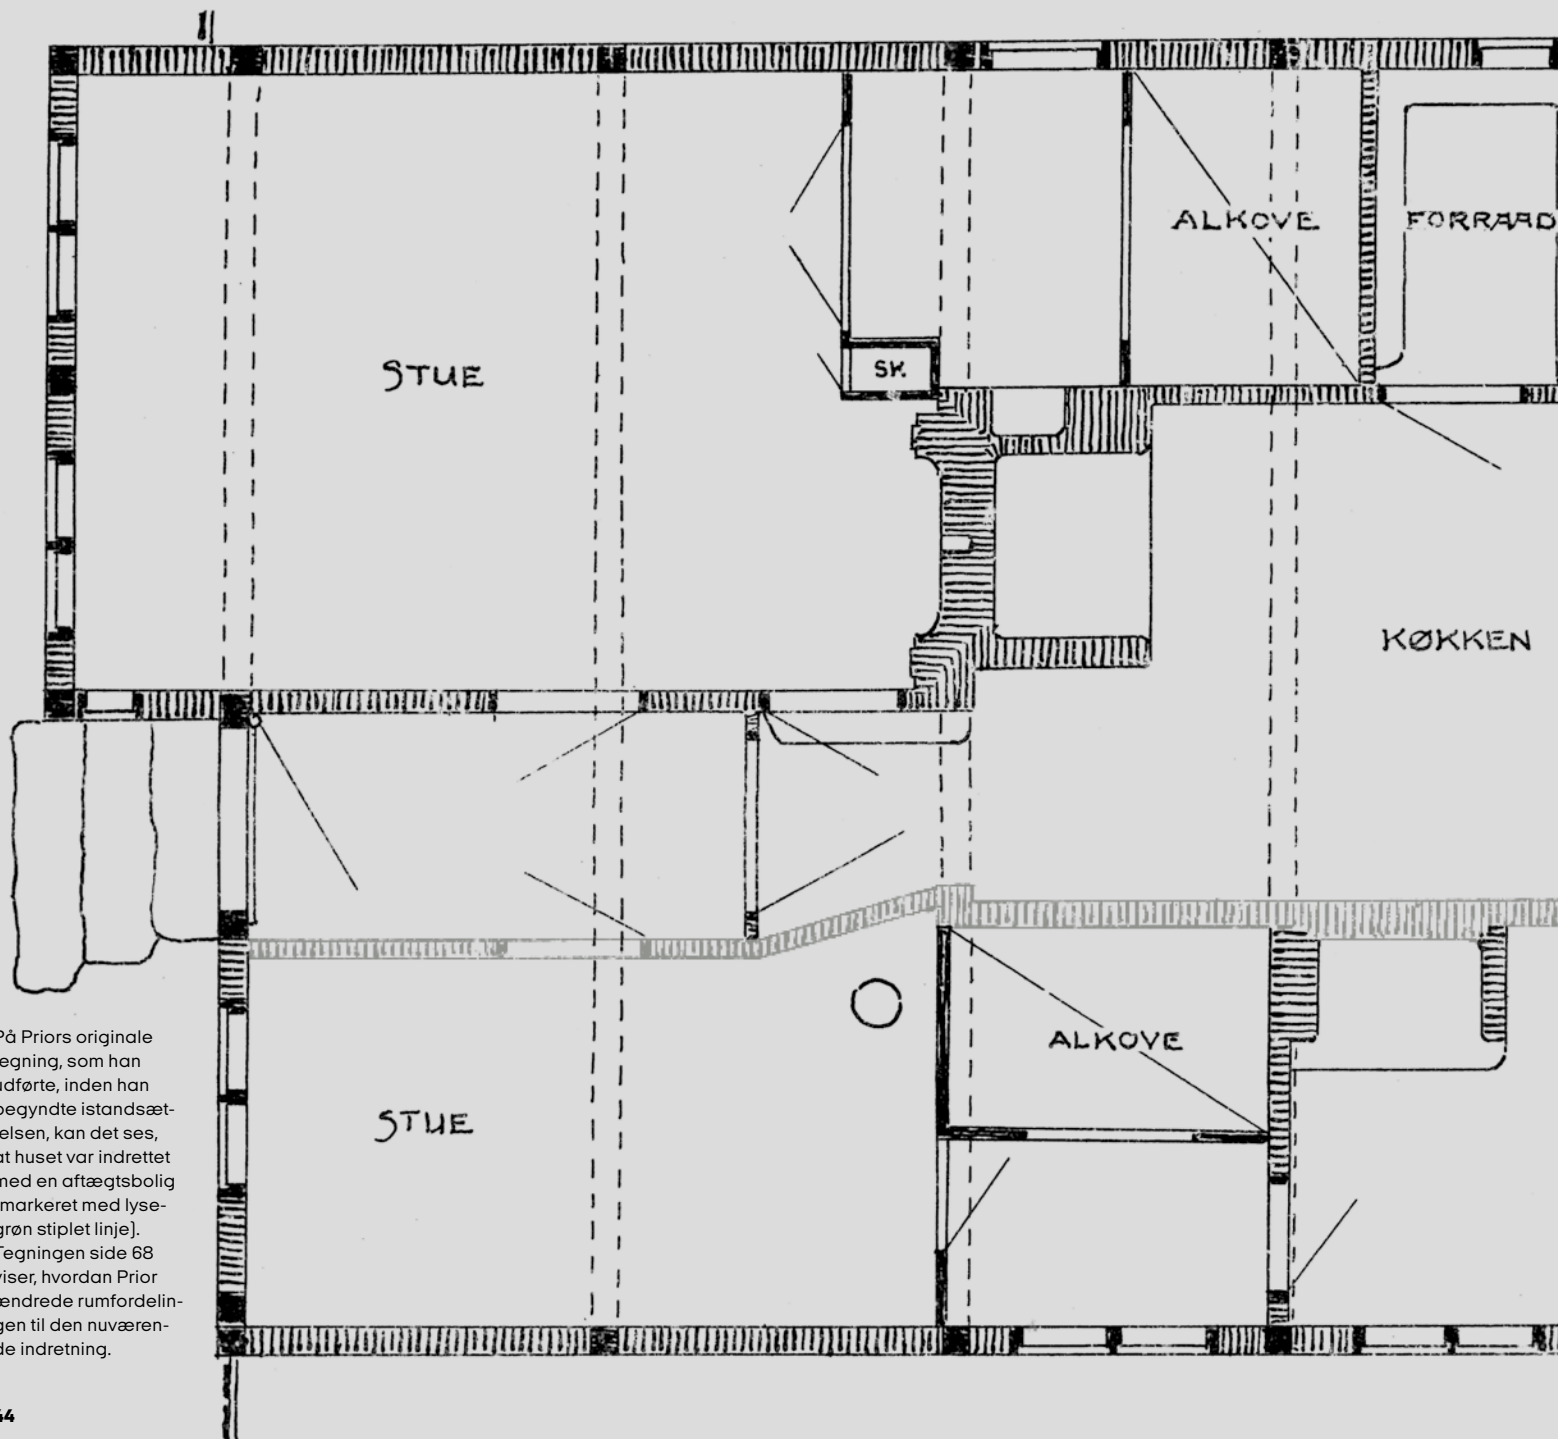 ALKOVE
FORRAAD
STUE
SK.
KØKKEN
ALKOVE
STUE
På Priors originale
tegning, som han
udførte, inden han
begyndte istandsæt-
telsen, kan det ses,
at huset var indrettet
med en aftægtsbolig
markeret med lyse-
grøn stiplet linje).
Tegningen side 68
viser, hvordan Prior
ændrede rumfordelin-
gen til den nuværen-
de indretning.
44